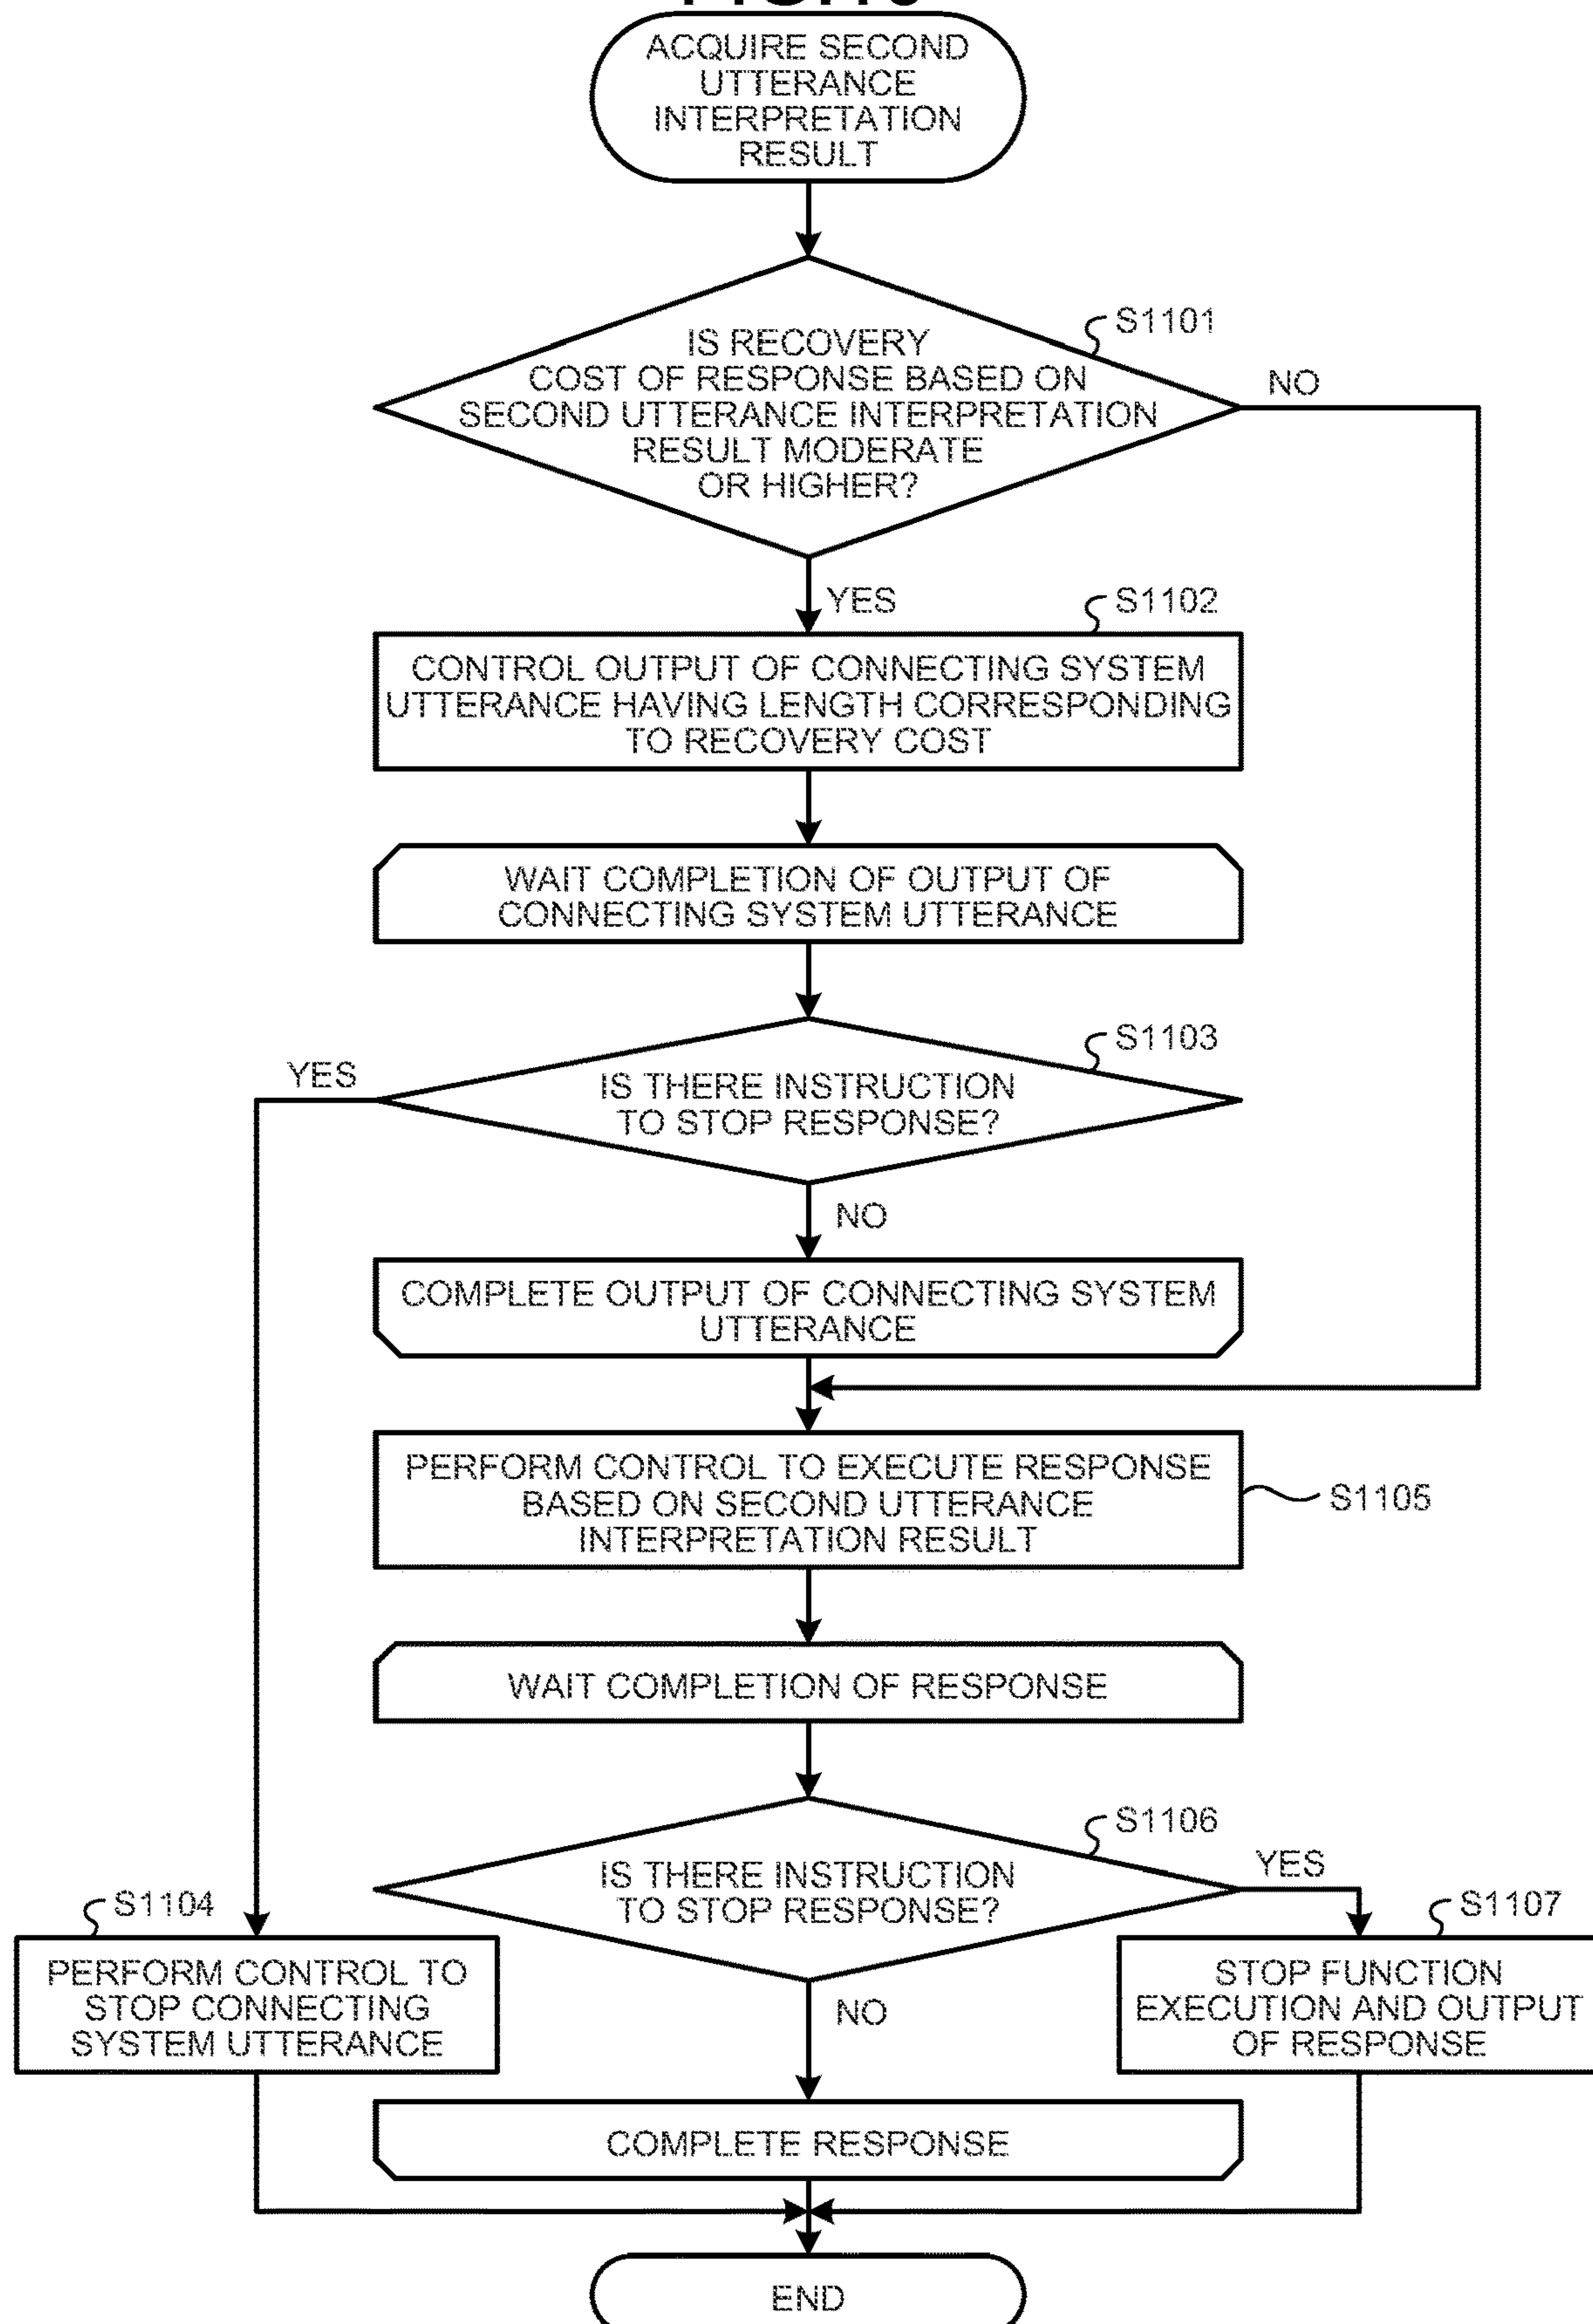 ACQUIRE SECOND
UTTERANCE
INTERPRETATION
RESULT
S1101
IS RECOVERY
COST OF RESPONSE BASED ON
SECOND UTTERANCE INTERPRETATION
RESULT MODERATE
OR HIGHER?
NO
YES
S1102
CONTROL OUTPUT OF CONNECTING SYSTEM
UTTERANCE HAVING LENGTH CORRESPONDING
TO RECOVERY COST
WAIT COMPLETION OF OUTPUT OF
CONNECTING SYSTEM UTTERANCE
S1103
YES
IS THERE INSTRUCTION
TO STOP RESPONSE?
NO
COMPLETE OUTPUT OF CONNECTING SYSTEM
UTTERANCE
PERFORM CONTROL TO EXECUTE RESPONSE
BASED ON SECOND UTTERANCE
INTERPRETATION RESULT
S1105
WAIT COMPLETION OF RESPONSE
S1106
IS THERE INSTRUCTION
TO STOP RESPONSE?
YES
S1104
S1107
PERFORM CONTROL TO
STOP CONNECTING
SYSTEM UTTERANCE
NO
STOP FUNCTION
EXECUTION AND OUTPUT
OF RESPONSE
COMPLETE RESPONSE
END